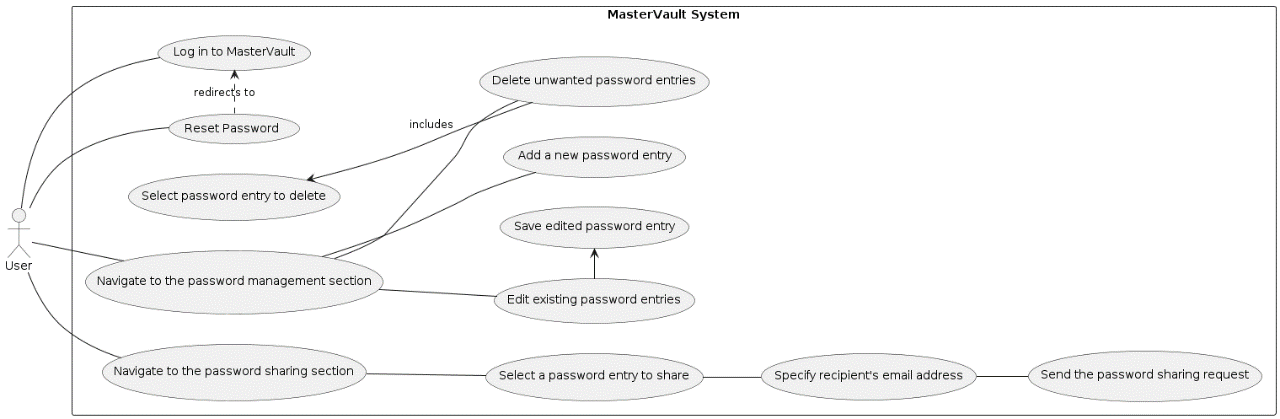 MasterVault System
Log in to MasterVault
redirects to
Reset Password
Delete unwanted password entries
includes
Add a new password entry
Select password entry to delete
Save edited password entry
User
Navigate to the password management section
Edit existing password entries
Navigate to the password sharing section
Select a password entry to share
Specify recipient's email address
Send the password sharing request